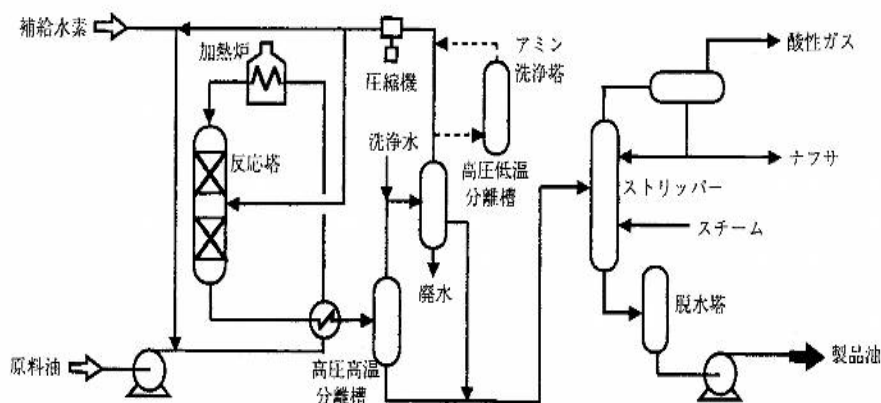 補給水素
加熱炉
圧縮機
アミン
洗浄塔
酸性ガス
反応塔
洗浄水
高圧低温
分離槽
ナフサ
ストリッパー
スチーム
廃水
脱水塔
原料油
高圧高温
分離槽
製品油